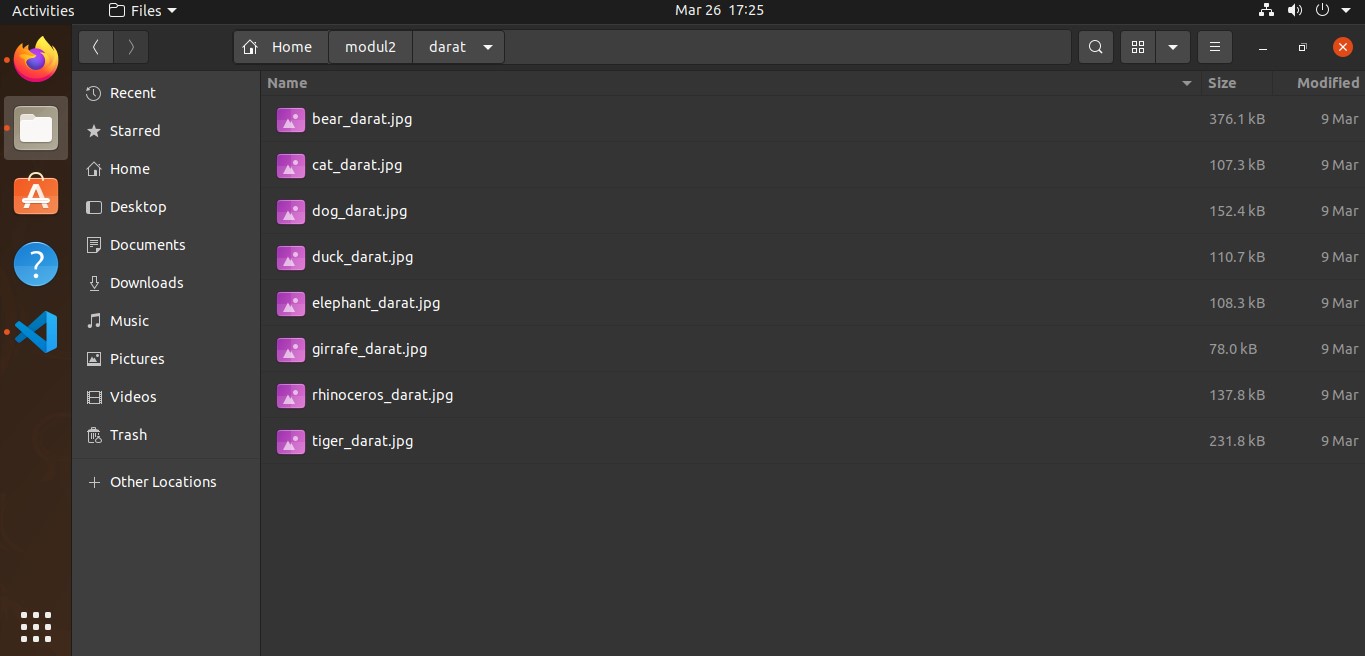 Activities Files Mar 26 17:25
Home modul2 darat
Name Size Modified
Recent
Starred
Home
Desktop
Documents
Downloads
Music
Pictures
Videos
Trash
Other Locations
bear_darat.jpg 376.1 kB 9 Mar
cat_darat.jpg 107.3 kB 9 Mar
dog_darat.jpg 152.4 kB 9 Mar
duck_darat.jpg 110.7 kB 9 Mar
elephant_darat.jpg 108.3 kB 9 Mar
girrafe_darat.jpg 78.0 kB 9 Mar
rhinoceros_darat.jpg 137.8 kB 9 Mar
tiger_darat.jpg 231.8 kB 9 Mar